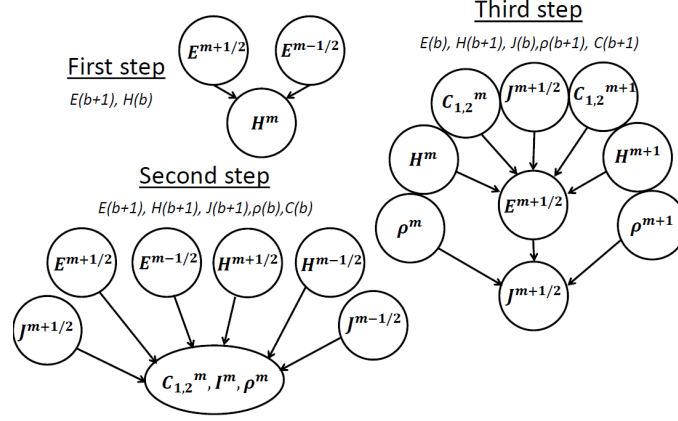 First step
E(b+1), H(b)
E^{m+1/2}
E^{m-1/2}
H^m
Second step
E(b+1), H(b+1), J(b+1),ρ(b),C(b)
E^{m+1/2}
E^{m-1/2}
H^{m+1/2}
H^{m-1/2}
J^{m+1/2}
J^{m-1/2}
C_{1,2}^m, I^m, ρ^m
Third step
E(b), H(b+1), J(b),ρ(b+1), C(b+1)
C_{1,2}^m
J^{m+1/2}
C_{1,2}^{m+1}
H^m
H^{m+1}
E^{m+1/2}
ρ^m
ρ^{m+1}
J^{m+1/2}